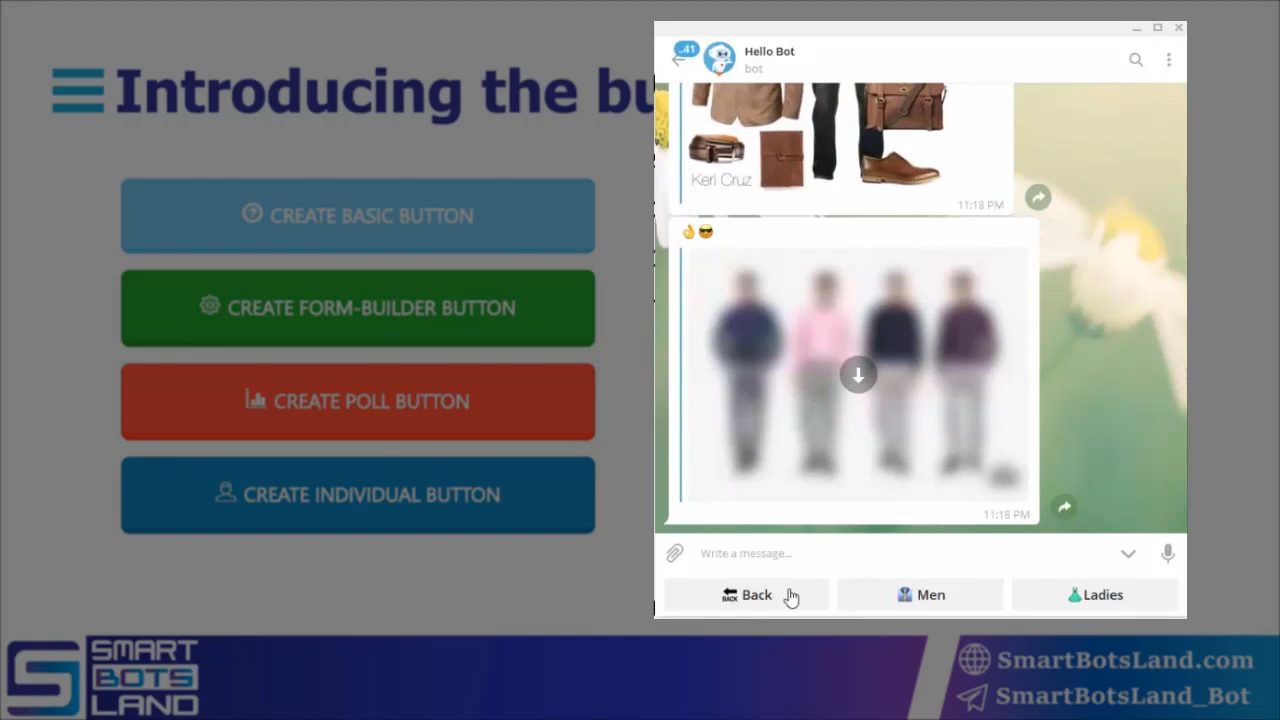 Introducing the bu
CREATE BASIC BUTTON
CREATE FORM-BUILDER BUTTON
CREATE POLL BUTTON
CREATE INDIVIDUAL BUTTON
..41
Hello Bot
bot
Keri Cruz
11:18 PM
👌😎
11:18 PM
Write a message...
BACK Back
Men
Ladies
SMART
BOTS
LAND
SmartBotsLand.com
SmartBotsLand_Bot